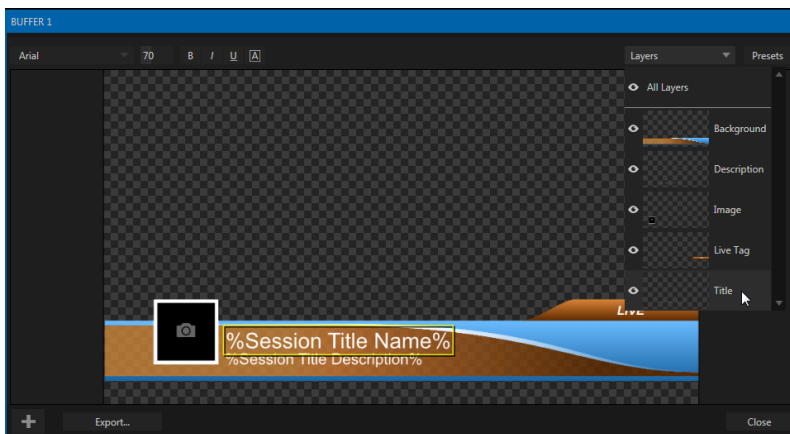 BUFFER 1
Arial 70 B I U A Layers Presets
All Layers
Background
Description
Image
Live Tag
Title
LIVE
%Session Title Name%
%Session Title Description%
Export... Close